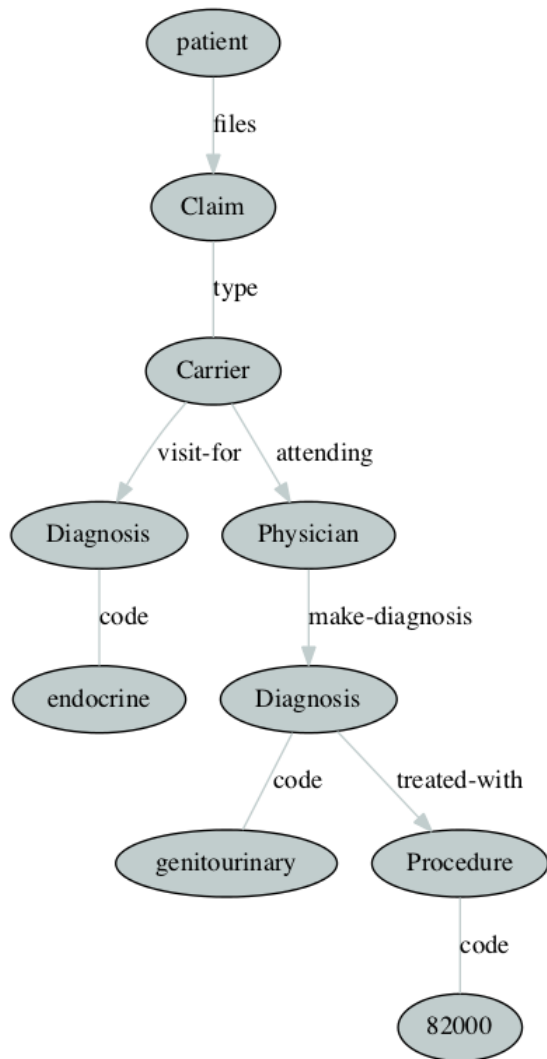 patient
files
Claim
type
Carrier
visit-for
attending
Diagnosis
Physician
code
make-diagnosis
endocrine
Diagnosis
code
treated-with
genitourinary
Procedure
code
82000